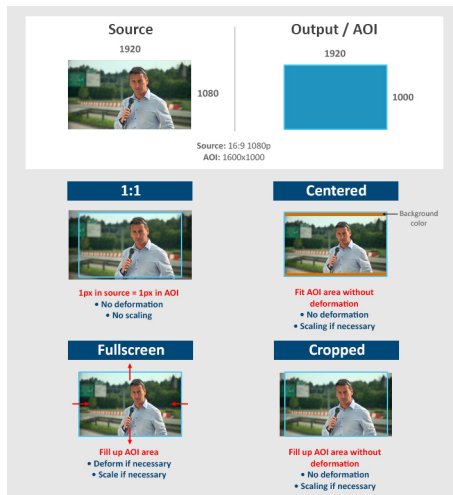 Source
Output / AOI
1920
1920
1080
1000
Source: 16:9 1080p
AOI: 1600x1000
1:1
Centered
Background
color
1px in source = 1px in AOI
• No deformation
• No scaling
Fit AOI area without
deformation
• No deformation
• Scaling if necessary
Fullscreen
Cropped
Fill up AOI area
• Deform if necessary
• Scale if necessary
Fill up AOI area without
deformation
• No deformation
• Scaling if necessary